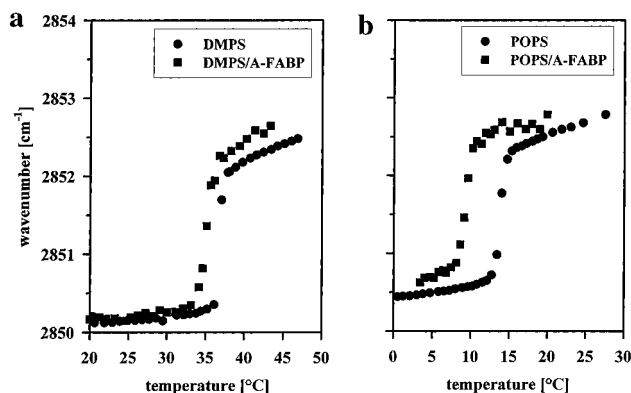 a
b
2854
DMPS
DMPS/A-FABP
POPS
POPS/A-FABP
2853
2852
2851
2850
wavenumber [cm⁻¹]
20 25 30 35 40 45 50
0 5 10 15 20 25 30
temperature [°C]
temperature [°C]